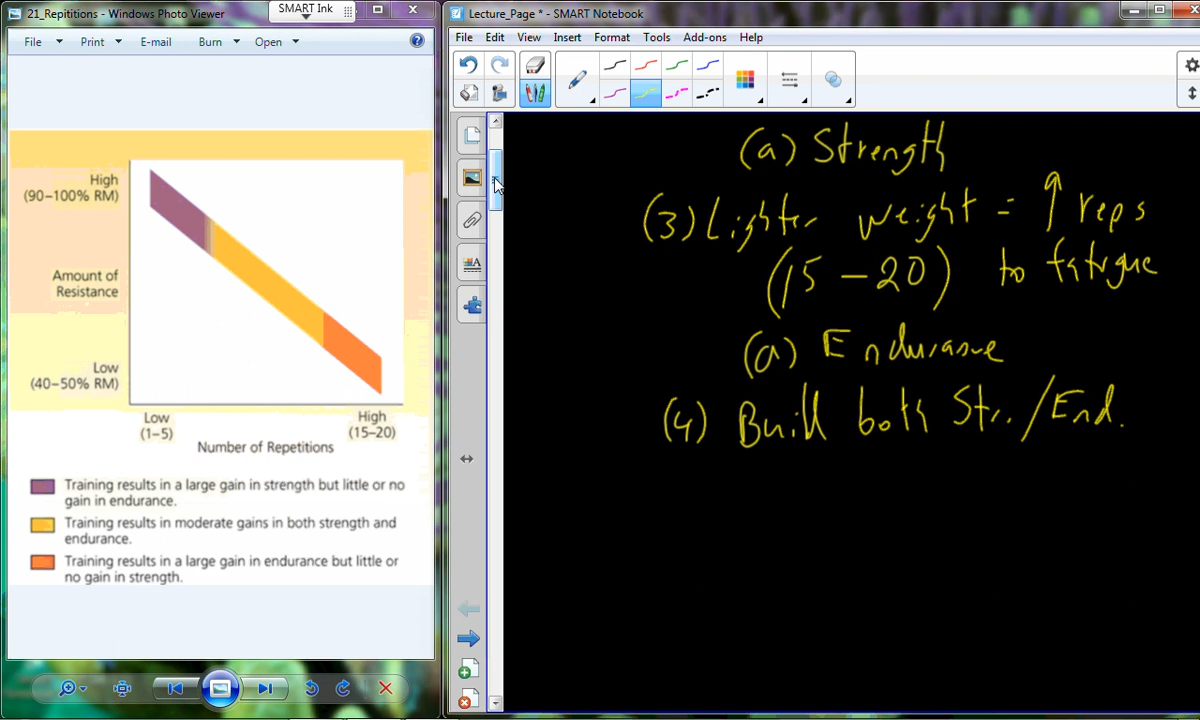 21_Repititions - Windows Photo Viewer
SMART Ink
File Print E-mail Burn Open
High
(90–100% RM)
Amount of
Resistance
Low
(40–50% RM)
Low
(1–5)
High
(15–20)
Number of Repetitions
Training results in a large gain in strength but little or no
gain in endurance.
Training results in moderate gains in both strength and
endurance.
Training results in a large gain in endurance but little or
no gain in strength.
Lecture_Page * - SMART Notebook
File Edit View Insert Format Tools Add-ons Help
(a) Strength
(3) Lighter weight = ↑ reps
(15 – 20) to fatigue
(a) Endurance
(4) Build both Str./End.